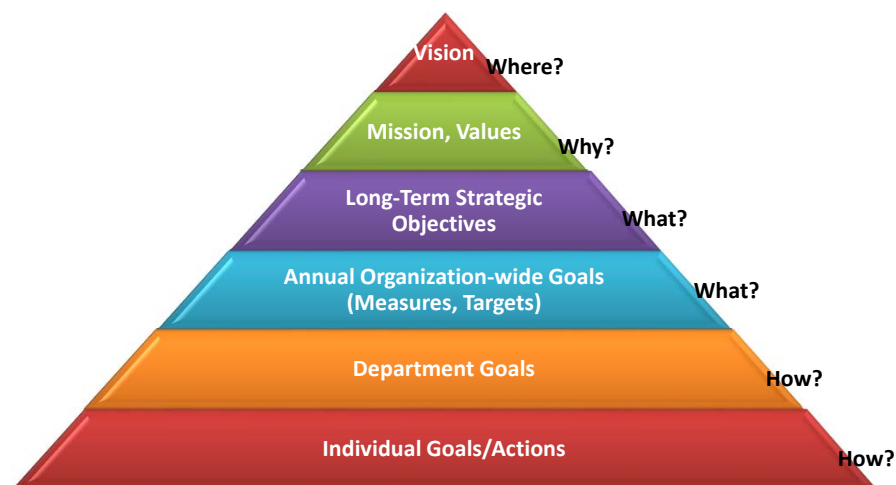 Vision
Where?
Mission, Values
Why?
Long-Term Strategic
Objectives
What?
Annual Organization-wide Goals
(Measures, Targets)
What?
Department Goals
How?
Individual Goals/Actions
How?